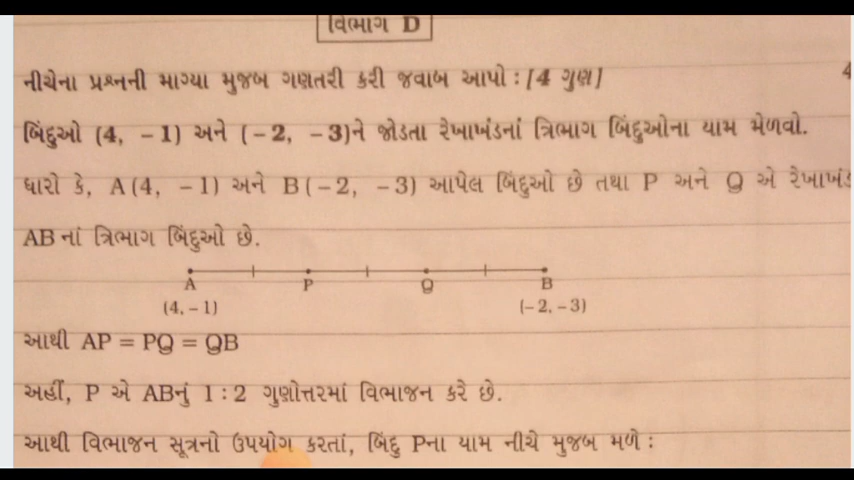 વિભાગ D
નીચેના પ્રશ્નની માગ્યા મુજબ ગણતરી કરી જવાબ આપો : [4 ગુણ] 4
બિંદુઓ (4, -1) અને (-2, -3)ને જોડતા રેખાખંડનાં ત્રિભાગ બિંદુઓના યામ મેળવો.
ધારો કે, A(4, -1) અને B(-2, -3) આપેલ બિંદુઓ છે તથા P અને Q એ રેખાખંડ
ABનાં ત્રિભાગ બિંદુઓ છે.
A P Q B
(4, -1) (-2, -3)
આથી AP = PQ = QB
અહીં, P એ ABનું 1 : 2 ગુણોત્તરમાં વિભાજન કરે છે.
આથી વિભાજન સૂત્રનો ઉપયોગ કરતાં, બિંદુ Pના યામ નીચે મુજબ મળે :